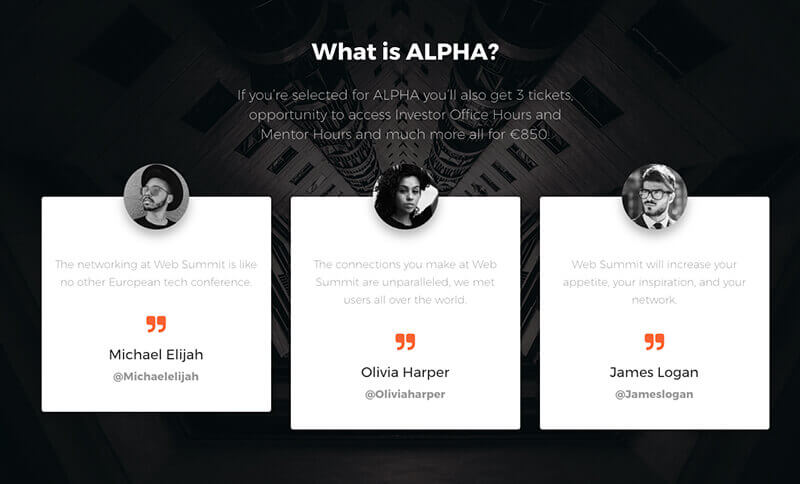 What is ALPHA?
If you're selected for ALPHA you'll also get 3 tickets,
opportunity to access Investor Office Hours and
Mentor Hours and much more all for €850.
The networking at Web Summit is like
no other European tech conference.
Michael Elijah
@Michaelelijah
The connections you make at Web
Summit are unparalleled, we met
users all over the world.
Olivia Harper
@Oliviaharper
Web Summit will increase your
appetite, your inspiration, and your
network.
James Logan
@Jameslogan